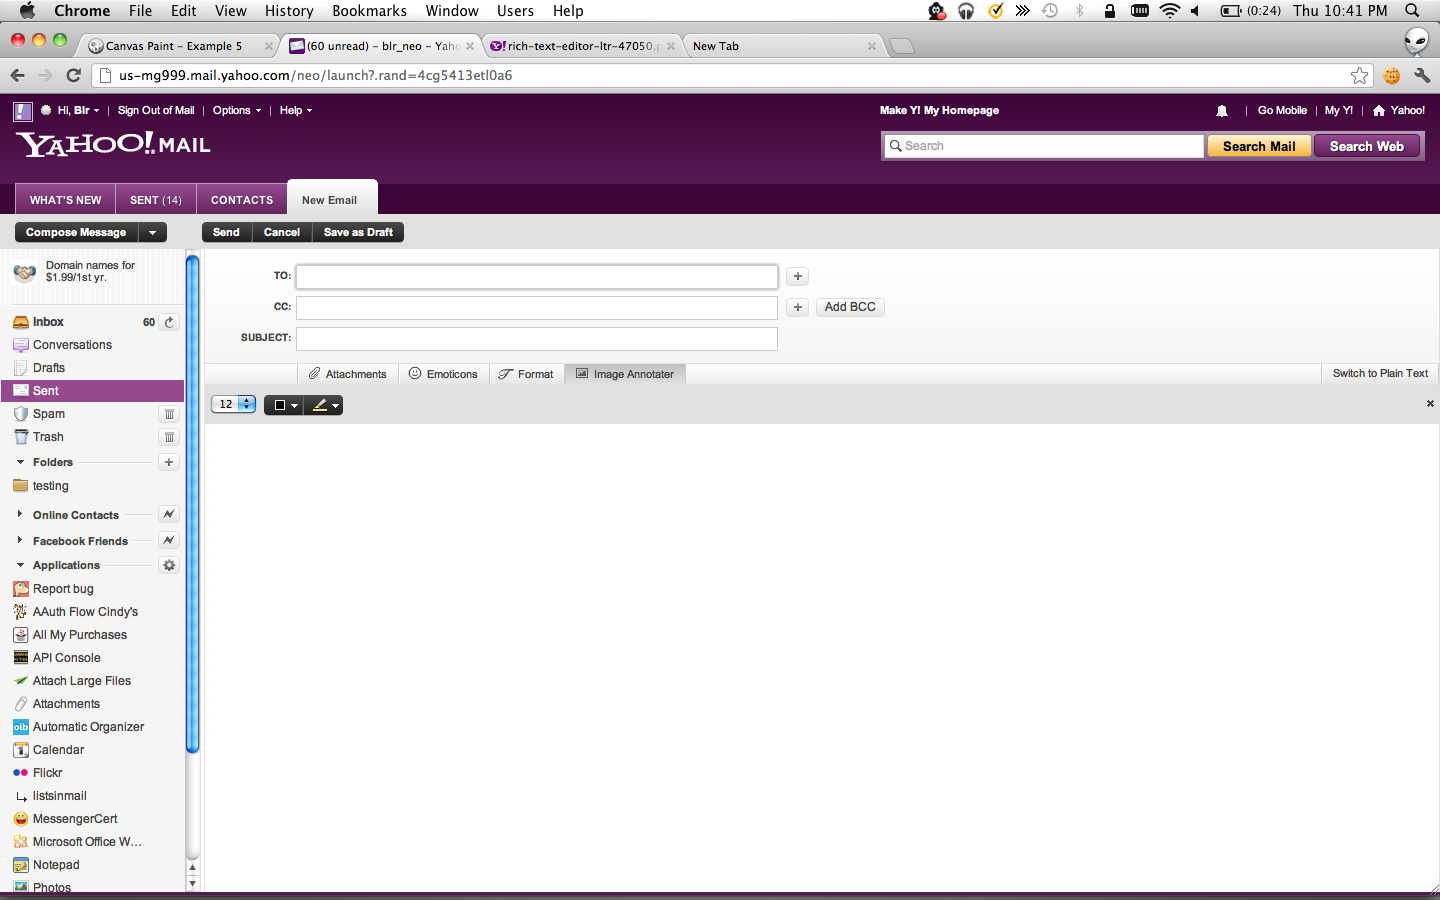 Chrome File Edit View History Bookmarks Window Users Help (0:24) Thu 10:41 PM
Canvas Paint – Example 5 (60 unread) – blr_neo – Yaho rich-text-editor-ltr-47050.p New Tab
us-mg999.mail.yahoo.com/neo/launch?.rand=4cg5413etl0a6
Hi, Blr | Sign Out of Mail | Options | Help Make Y! My Homepage | Go Mobile | My Y! | Yahoo!
YAHOO! MAIL Search Search Mail Search Web
WHAT'S NEW SENT (14) CONTACTS New Email
Compose Message Send Cancel Save as Draft
Domain names for
$1.99/1st yr.
TO: +
CC: + Add BCC
SUBJECT:
Attachments Emoticons Format Image Annotater Switch to Plain Text
12
Inbox 60
Conversations
Drafts
Sent
Spam
Trash
Folders +
testing
Online Contacts
Facebook Friends
Applications
Report bug
AAuth Flow Cindy's
All My Purchases
API Console
Attach Large Files
Attachments
olb Automatic Organizer
Calendar
Flickr
listsinmail
MessengerCert
Microsoft Office W...
Notepad
Photos